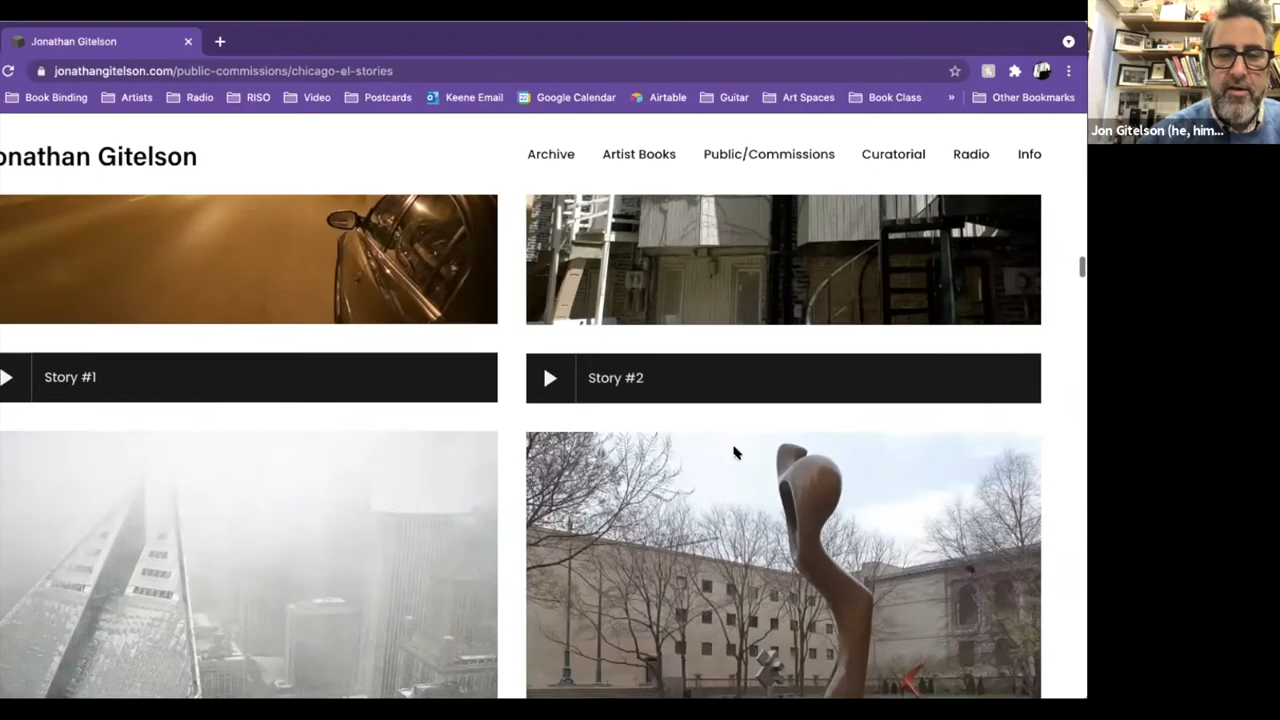 Jonathan Gitelson
jonathangitelson.com/public-commissions/chicago-el-stories
Book Binding Artists Radio RISO Video Postcards Keene Email 22 Google Calendar Airtable Guitar Art Spaces Book Class » Other Bookmarks
onathan Gitelson
Archive Artist Books Public/Commissions Curatorial Radio Info
Story #1
Story #2
Jon Gitelson (he, him...